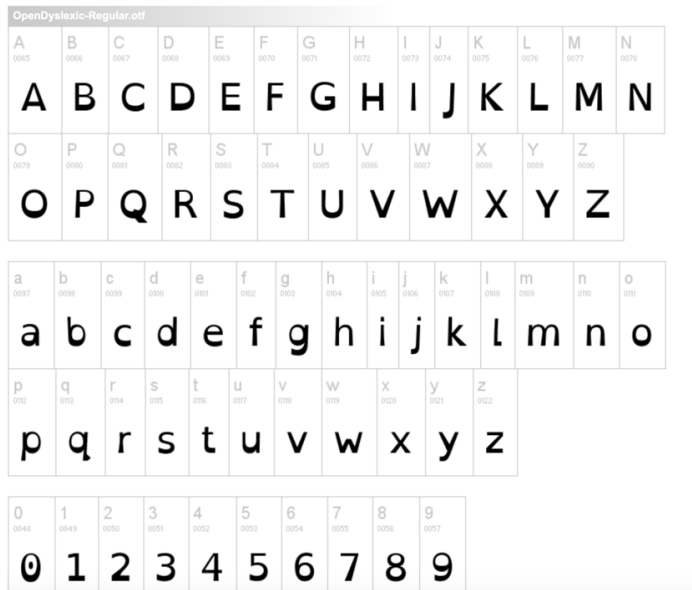 OpenDyslexic-Regular.otf
A B C D E F G H I J K L M N
0065 0066 0067 0068 0069 0070 0071 0072 0073 0074 0075 0076 0077 0078
A B C D E F G H I J K L M N
O P Q R S T U V W X Y Z
0079 0080 0081 0082 0083 0084 0085 0086 0087 0088 0089 0090
O P Q R S T U V W X Y Z
a b c d e f g h i j k l m n o
0097 0098 0099 0100 0101 0102 0103 0104 0105 0106 0107 0108 0109 0110 0111
a b c d e f g h i j k l m n o
p q r s t u v w x y z
0112 0113 0114 0115 0116 0117 0118 0119 0120 0121 0122
p q r s t u v w x y z
0 1 2 3 4 5 6 7 8 9
0048 0049 0050 0051 0052 0053 0054 0055 0056 0057
0 1 2 3 4 5 6 7 8 9